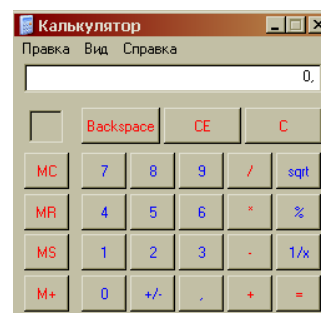 Калькулятор
Правка Вид Справка
0,
Backspace CE C
MC 7 8 9 / sqrt
MR 4 5 6 * %
MS 1 2 3 - 1/x
M+ 0 +/- , + =